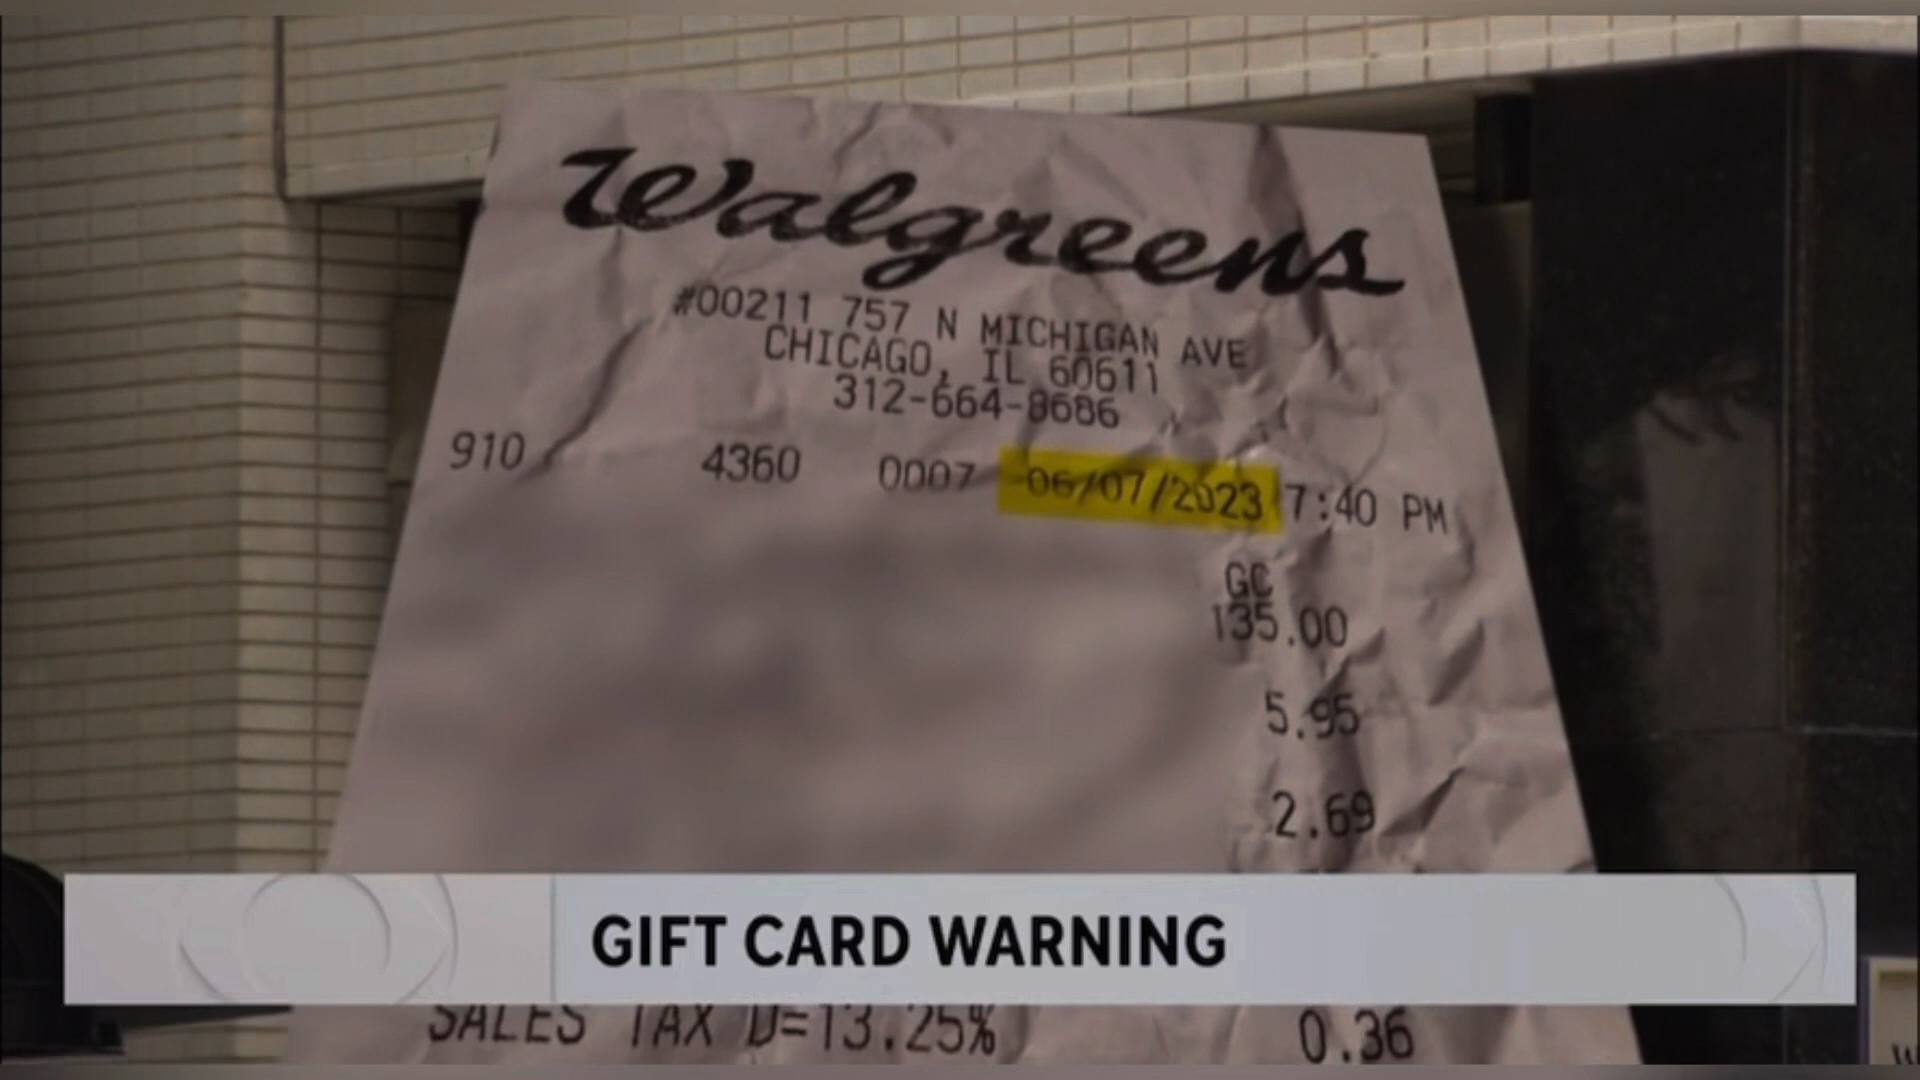 Walgreens
#00211 757 N MICHIGAN AVE
CHICAGO, IL 60611
312-664-8686
910 4360 0007 06/07/2023 7:40 PM
GC
135.00
5.95
2.69
GIFT CARD WARNING
SALES TAX D=13.25% 0.36
W